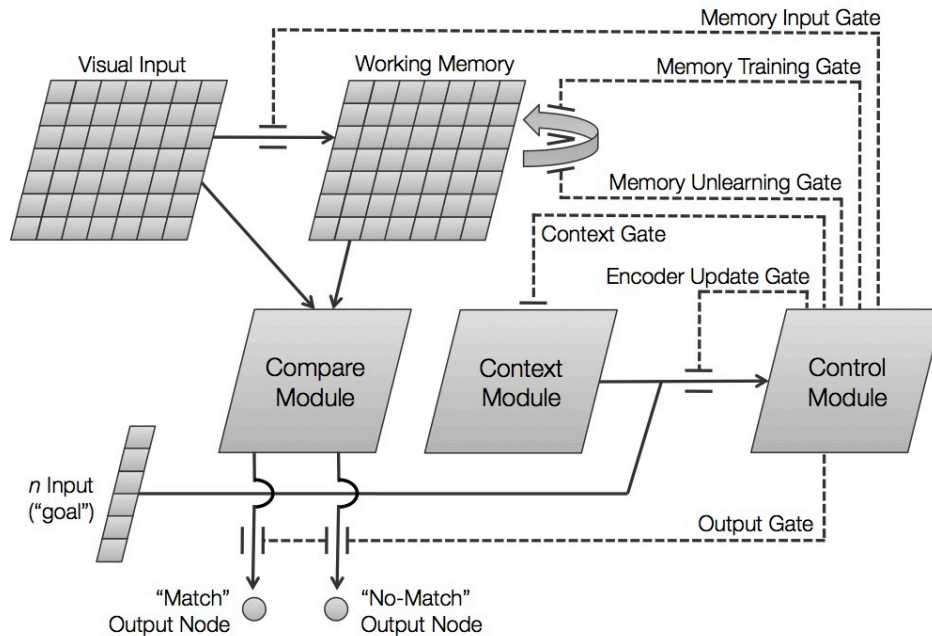 Memory Input Gate
Visual Input
Working Memory
Memory Training Gate
Memory Unlearning Gate
Context Gate
Encoder Update Gate
Compare
Module
Context
Module
Control
Module
n Input
(“goal”)
Output Gate
“Match”
Output Node
“No-Match”
Output Node